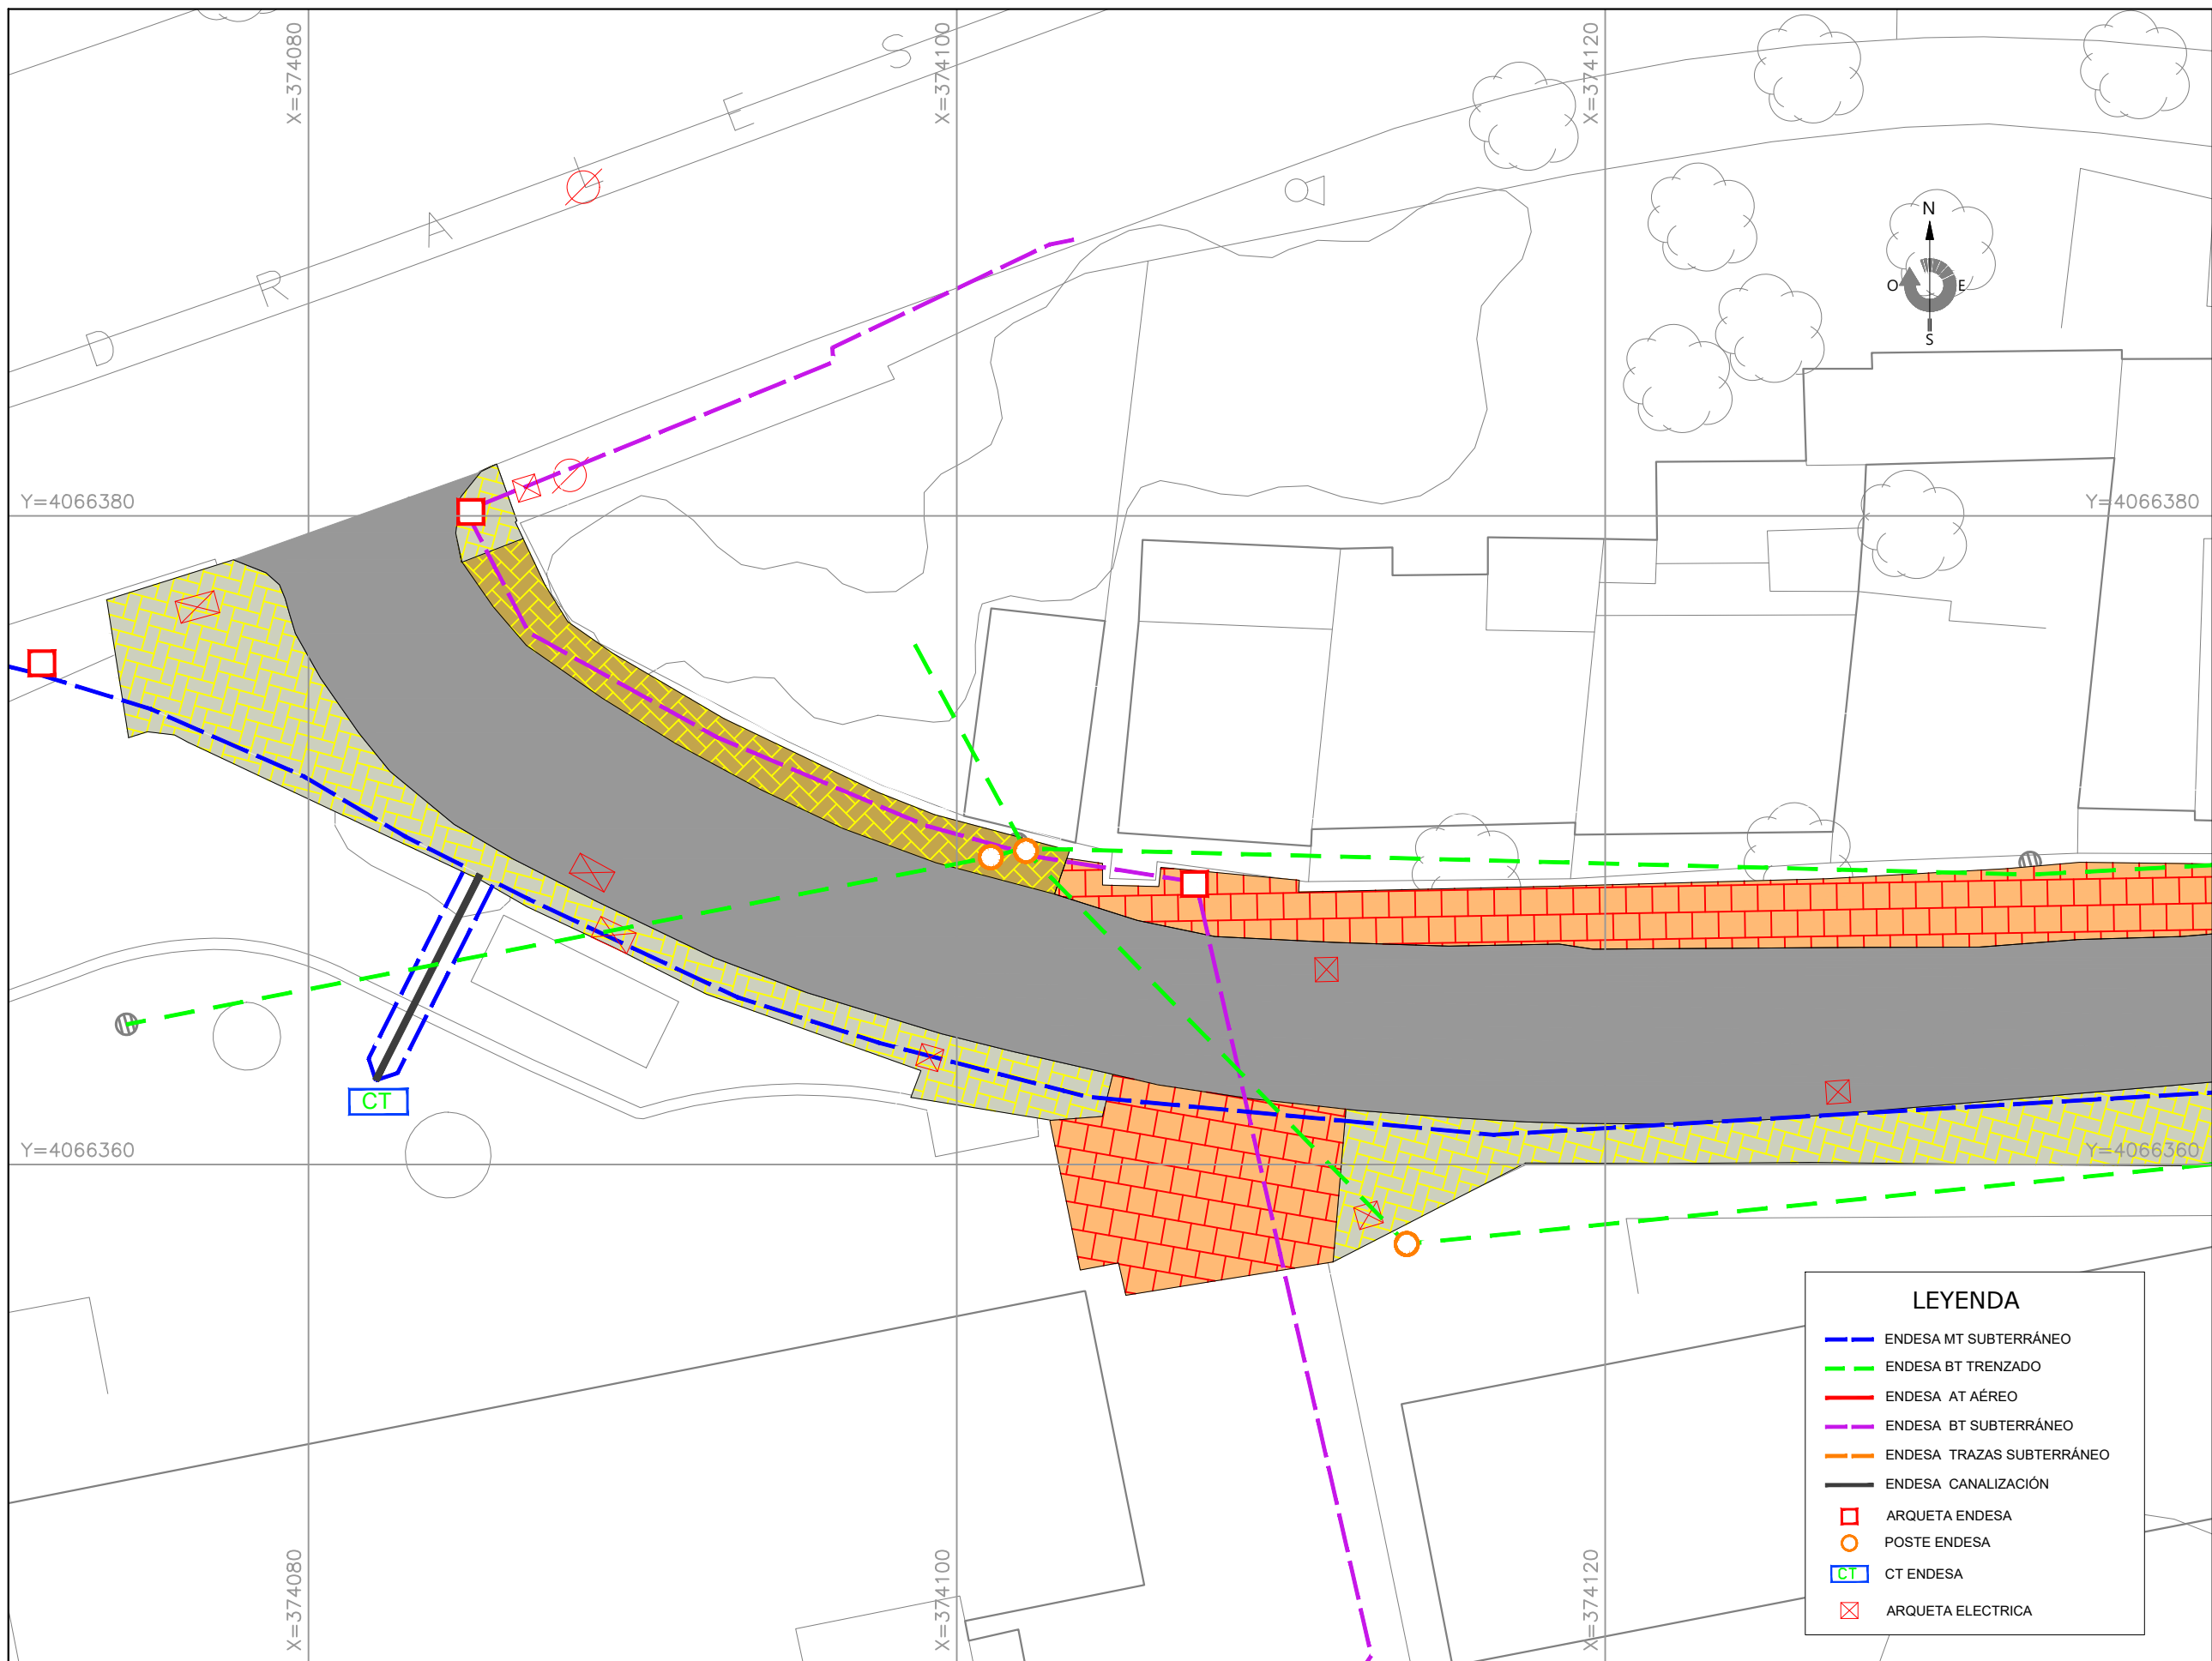 X=374080
X=374100
X=374120
D R A L E S
N
O E
S
Y=4066380
Y=4066380
CT
Y=4066360
Y=4066360
LEYENDA
ENDESA MT SUBTERRÁNEO
ENDESA BT TRENZADO
ENDESA AT AÉREO
ENDESA BT SUBTERRÁNEO
ENDESA TRAZAS SUBTERRÁNEO
ENDESA CANALIZACIÓN
ARQUETA ENDESA
POSTE ENDESA
CT CT ENDESA
ARQUETA ELECTRICA
X=374080
X=374100
X=374120